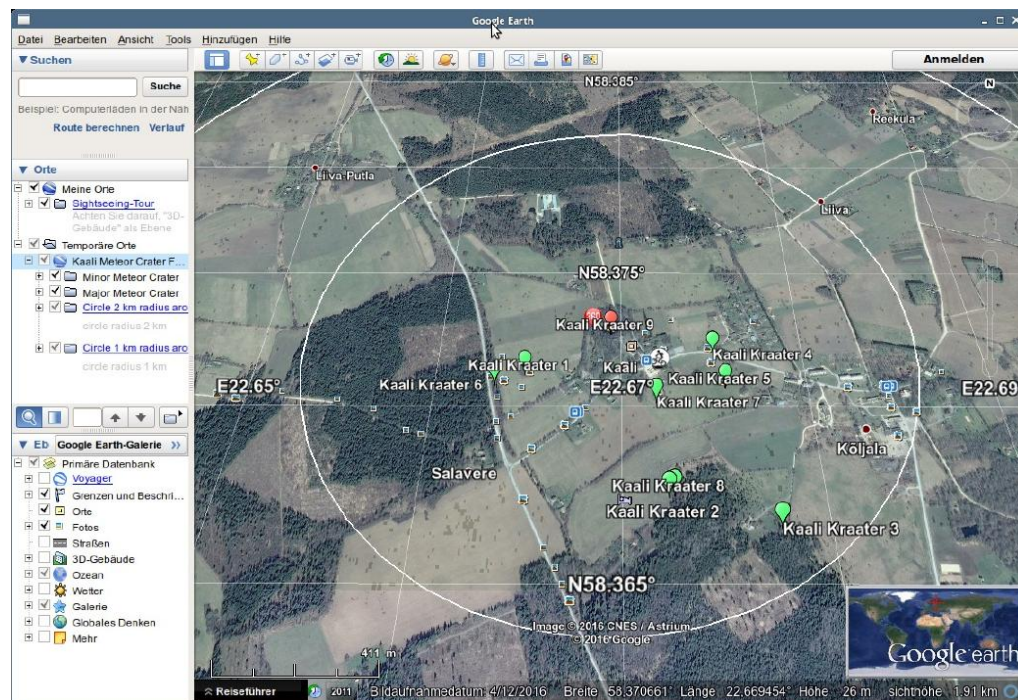 Google Earth
Datei Bearbeiten Ansicht Tools Hinzufügen Hilfe
▼ Suchen
Suche
Beispiel: Computerläden in der Näh
Route berechnen Verlauf
▼ Orte
Meine Orte
Sightseeing-Tour
Achten Sie darauf, "3D-
Gebäude" als Ebene
Temporäre Orte
Kaali Meteor Crater F...
Minor Meteor Crater
Major Meteor Crater
Circle 2 km radius aro
circle radius 2 km
Circle 1 km radius aro
circle radius 1 km
▼ Eb Google Earth-Galerie >>
Primäre Datenbank
Voyager
Grenzen und Beschri...
Orte
Fotos
Straßen
3D-Gebäude
Ozean
Wetter
Galerie
Globales Denken
Mehr
Anmelden
N58.385°
N
Reekula
Liiva-Putla
Liiva
N58.375°
Kaali Kraater 9
Kaali Kraater 1
Kaali
Kaali Kraater 4
Kaali Kraater 6
Kaali Kraater 5
E22.65°
E22.67°
E22.69
Kaali Kraater 7
Kõljala
Salavere
Kaali Kraater 8
Kaali Kraater 2
Kaali Kraater 3
N58.365°
Image © 2016 CNES / Astrium
© 2016 Google
411 m
Google earth
Reiseführer
2011
Bildaufnahmedatum: 4/12/2016 Breite 58.370661° Länge 22.669454° Höhe 26 m sichthöhe 1.91 km